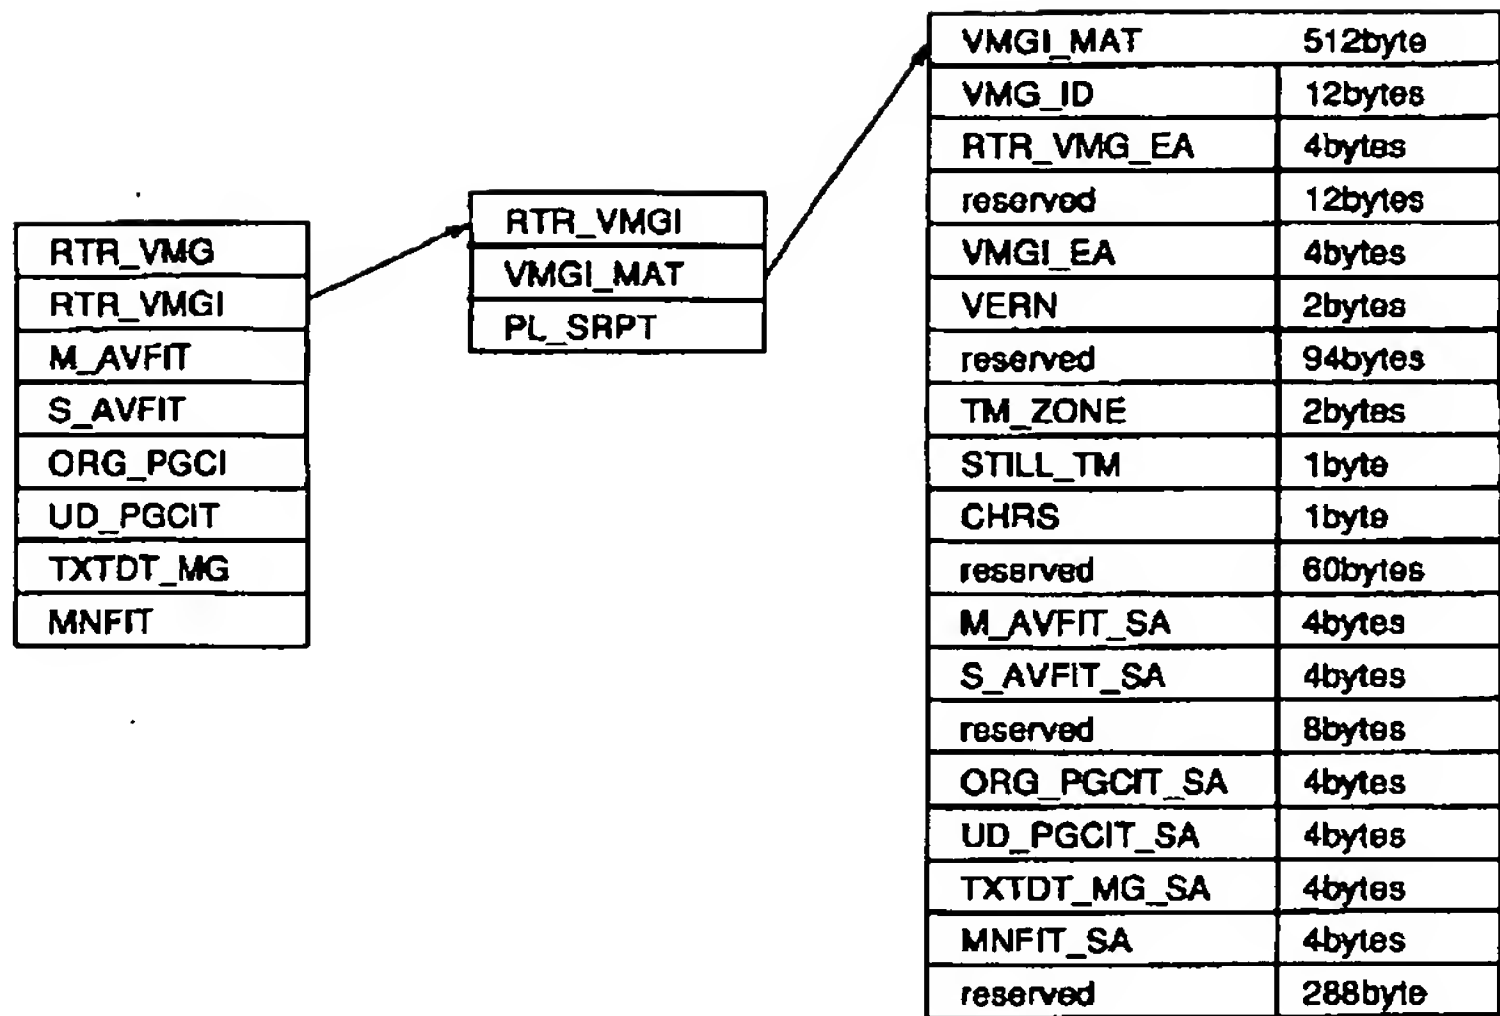 RTR_VMG
RTR_VMGI
M_AVFIT
S_AVFIT
ORG_PGCI
UD_PGCIT
TXTDT_MG
MNFIT
RTR_VMGI
VMGI_MAT
PL_SRPT
VMGI_MAT 512byte
VMG_ID 12bytes
RTR_VMG_EA 4bytes
reserved 12bytes
VMGI_EA 4bytes
VERN 2bytes
reserved 94bytes
TM_ZONE 2bytes
STILL_TM 1byte
CHRS 1byte
reserved 60bytes
M_AVFIT_SA 4bytes
S_AVFIT_SA 4bytes
reserved 8bytes
ORG_PGCIT_SA 4bytes
UD_PGCIT_SA 4bytes
TXTDT_MG_SA 4bytes
MNFIT_SA 4bytes
reserved 288byte